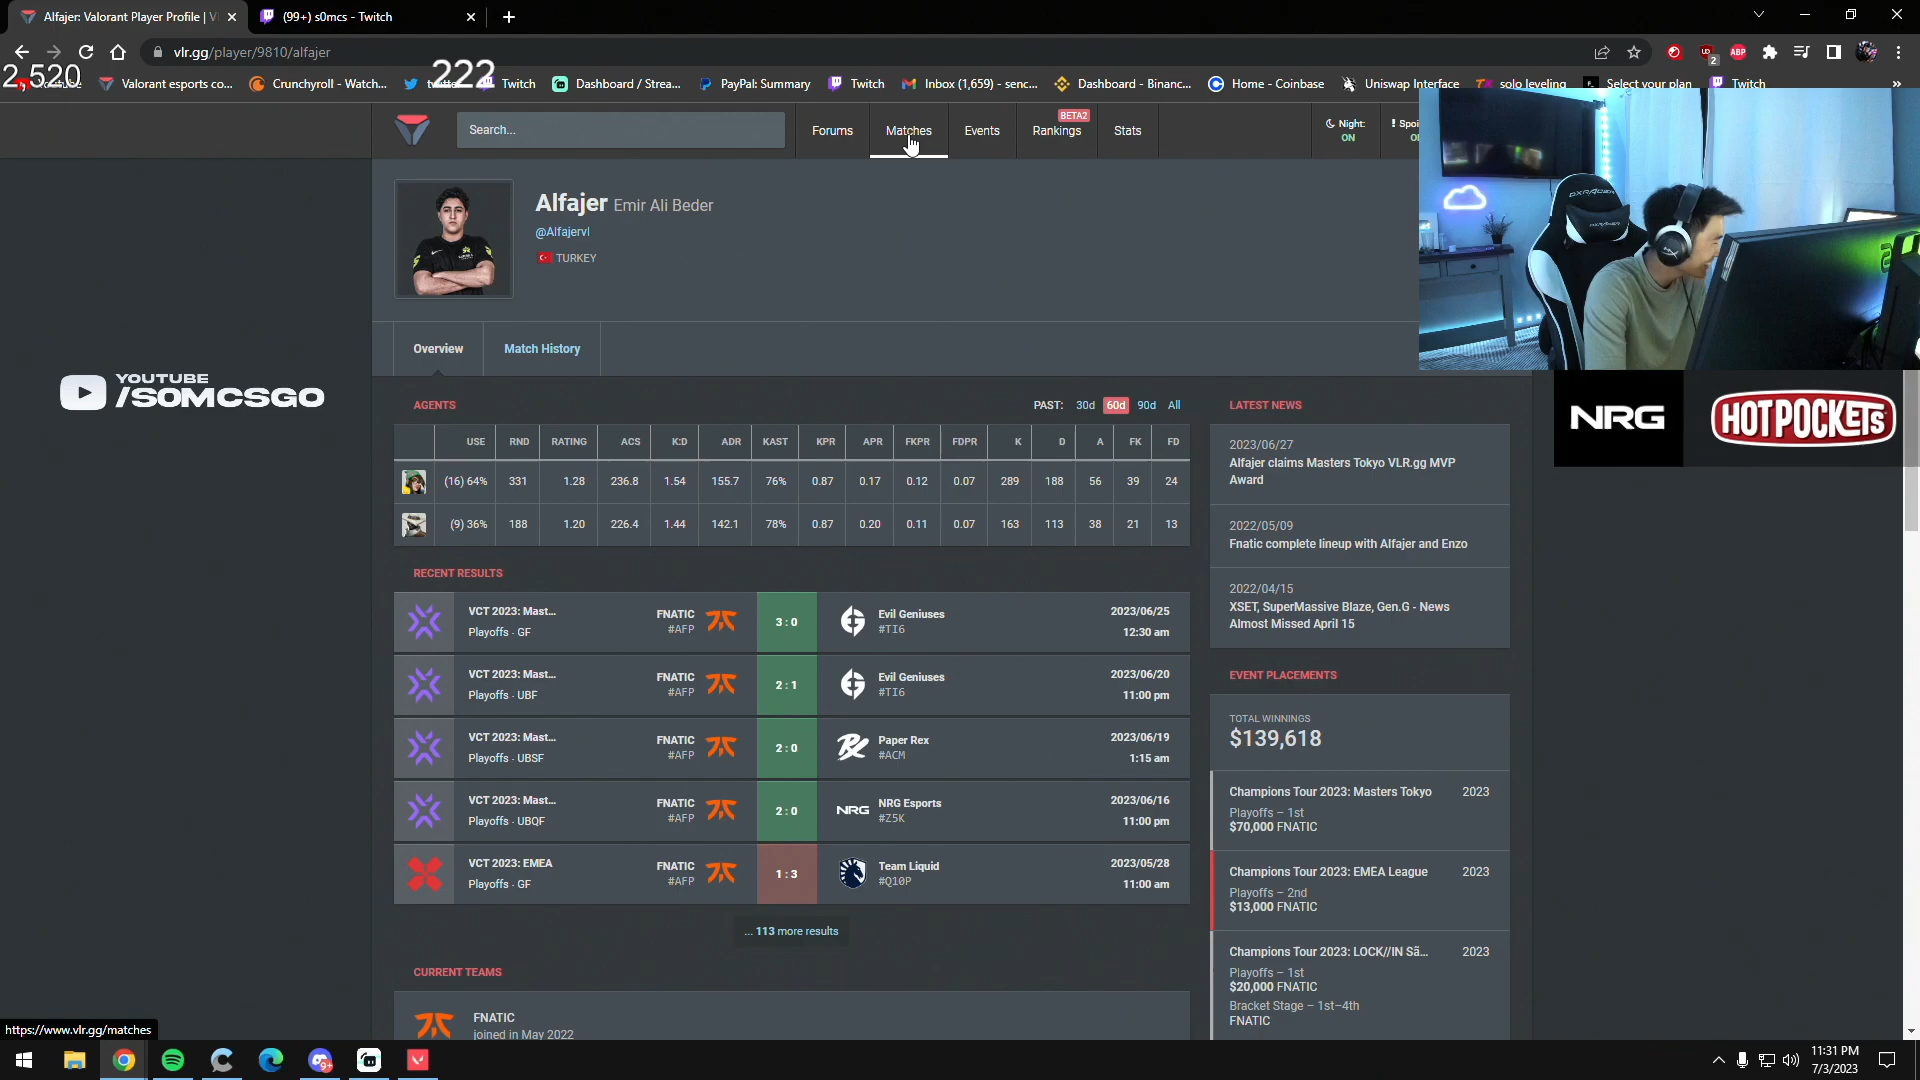 Alfajer: Valorant Player Profile | V
(99+) s0mcs - Twitch
vlr.gg/player/9810/alfajer
2
2,520
222
Youtube
Valorant esports co...
Crunchyroll - Watch...
Twitch
Dashboard / Strea...
PayPal: Summary
Twitch
Inbox (1,659) - senc...
Dashboard - Binanc...
Home - Coinbase
Uniswap Interface
solo leveling
Select your plan
Twitch
Search...
Forums
Matches
Events
BETA2
Rankings
Stats
Night:
ON
Spoi
Alfajer Emir Ali Beder
@Alfajervl
TURKEY
DXRACER
Overview
Match History
YOUTUBE
/S0MCSGO
NRG
HOT POCKETS
AGENTS
PAST: 30d 60d 90d All
USE RND RATING ACS K:D ADR KAST KPR APR FKPR FDPR K D A FK FD
(16) 64% 331 1.28 236.8 1.54 155.7 76% 0.87 0.17 0.12 0.07 289 188 56 39 24
(9) 36% 188 1.20 226.4 1.44 142.1 78% 0.87 0.20 0.11 0.07 163 113 38 21 13
RECENT RESULTS
VCT 2023: Mast...
Playoffs · GF
FNATIC
#AFP
3 : 0
Evil Geniuses
#TI6
2023/06/25
12:30 am
VCT 2023: Mast...
Playoffs · UBF
FNATIC
#AFP
2 : 1
Evil Geniuses
#TI6
2023/06/20
11:00 pm
VCT 2023: Mast...
Playoffs · UBSF
FNATIC
#AFP
2 : 0
Paper Rex
#ACM
2023/06/19
1:15 am
VCT 2023: Mast...
Playoffs · UBQF
FNATIC
#AFP
2 : 0
NRG
NRG Esports
#Z5K
2023/06/16
11:00 pm
VCT 2023: EMEA
Playoffs · GF
FNATIC
#AFP
1 : 3
Team Liquid
#Q10P
2023/05/28
11:00 am
... 113 more results
CURRENT TEAMS
FNATIC
joined in May 2022
LATEST NEWS
2023/06/27
Alfajer claims Masters Tokyo VLR.gg MVP
Award
2022/05/09
Fnatic complete lineup with Alfajer and Enzo
2022/04/15
XSET, SuperMassive Blaze, Gen.G - News
Almost Missed April 15
EVENT PLACEMENTS
TOTAL WINNINGS
$139,618
Champions Tour 2023: Masters Tokyo 2023
Playoffs – 1st
$70,000 FNATIC
Champions Tour 2023: EMEA League 2023
Playoffs – 2nd
$13,000 FNATIC
Champions Tour 2023: LOCK//IN Sã... 2023
Playoffs – 1st
$20,000 FNATIC
Bracket Stage – 1st–4th
FNATIC
https://www.vlr.gg/matches
9+
11:31 PM
7/3/2023